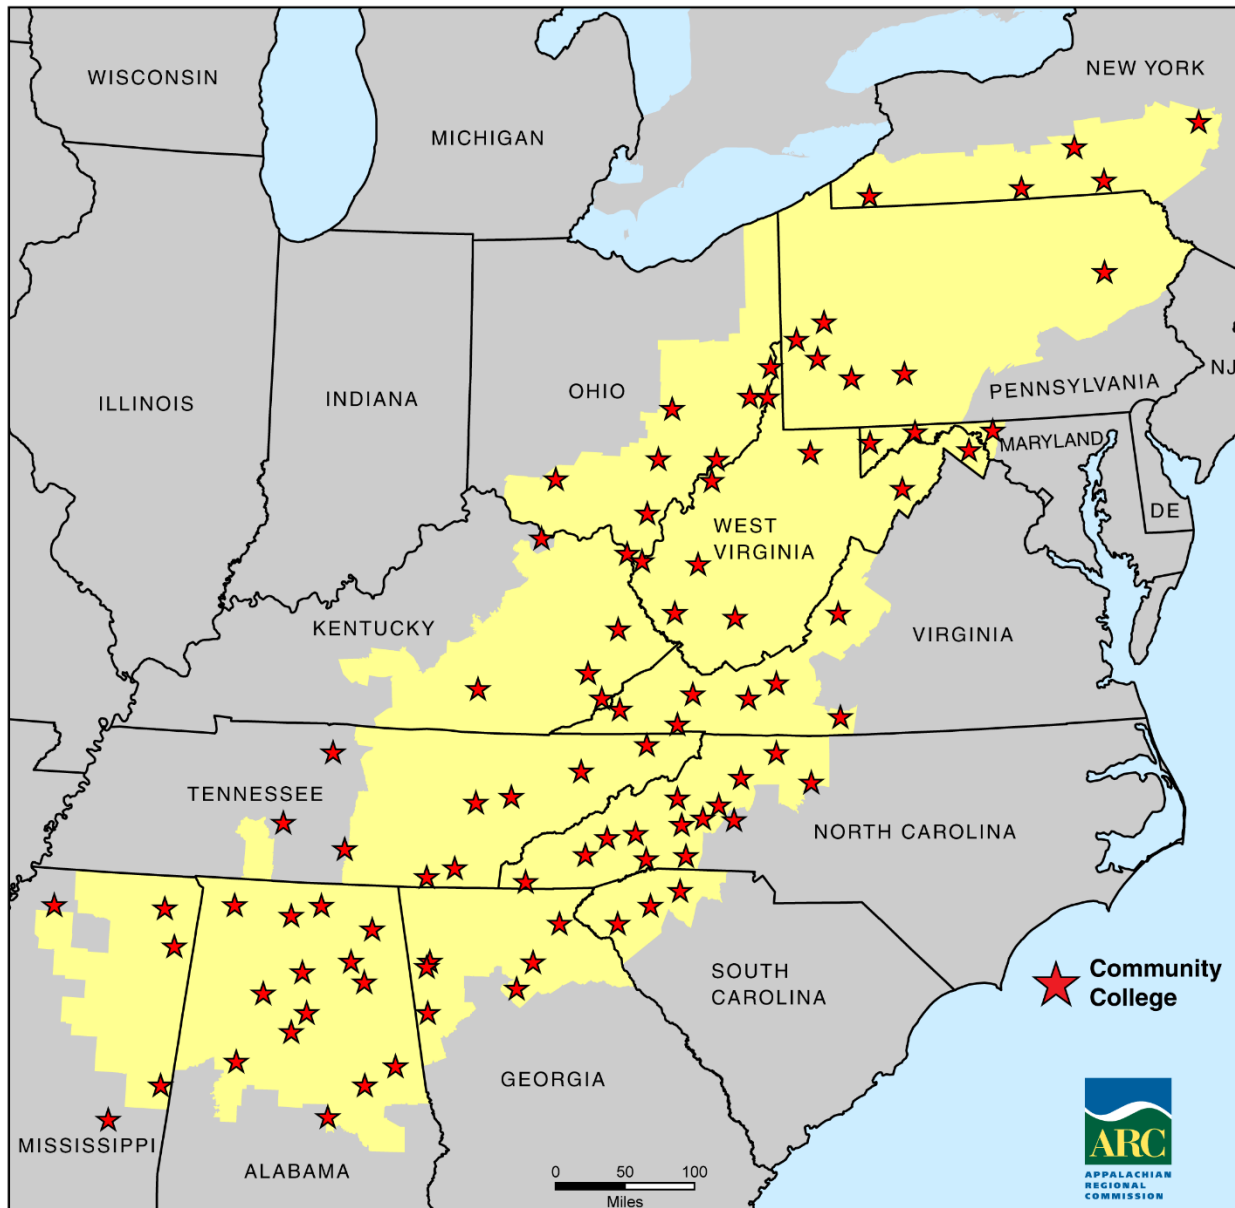 WISCONSIN
NEW YORK
MICHIGAN
ILLINOIS
INDIANA
OHIO
PENNSYLVANIA
NJ
MARYLAND
DE
WEST
VIRGINIA
KENTUCKY
VIRGINIA
TENNESSEE
NORTH CAROLINA
SOUTH
CAROLINA
Community
College
GEORGIA
MISSISSIPPI
ALABAMA
0 50 100
Miles
ARC
APPALACHIAN
REGIONAL
COMMISSION